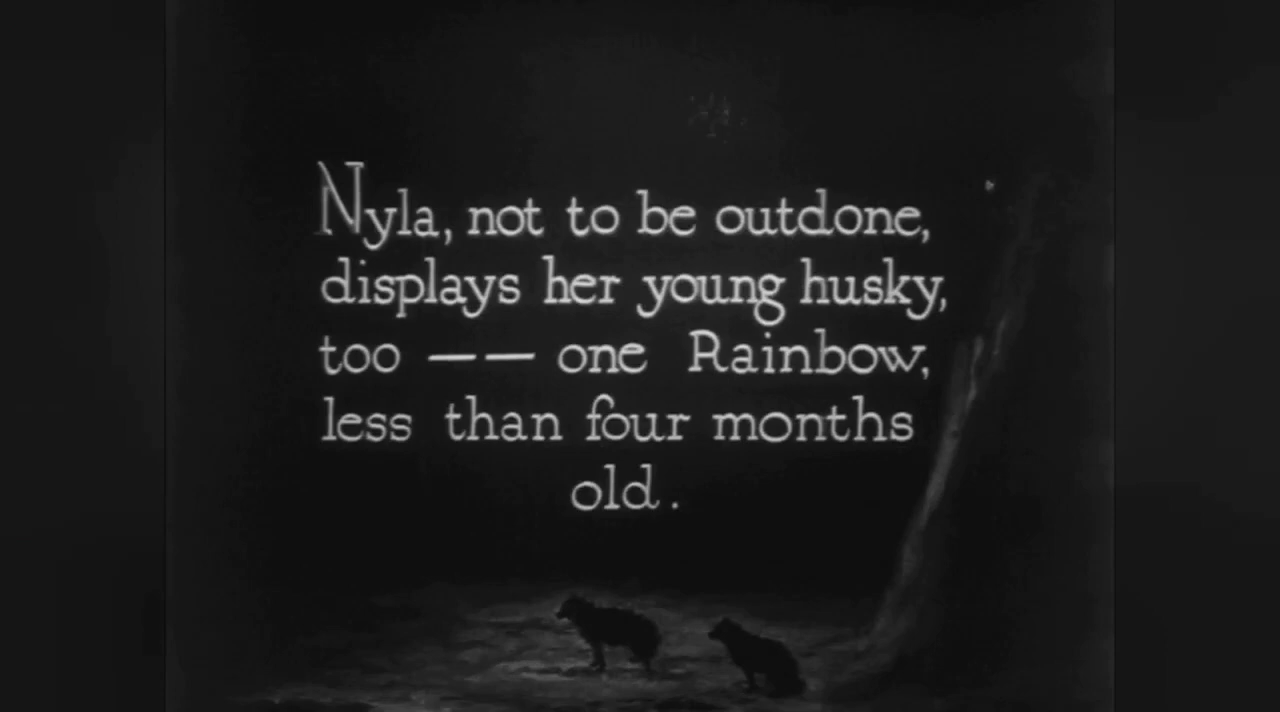 Nyla, not to be outdone,
displays her young husky,
too —— one Rainbow,
less than four months
old.